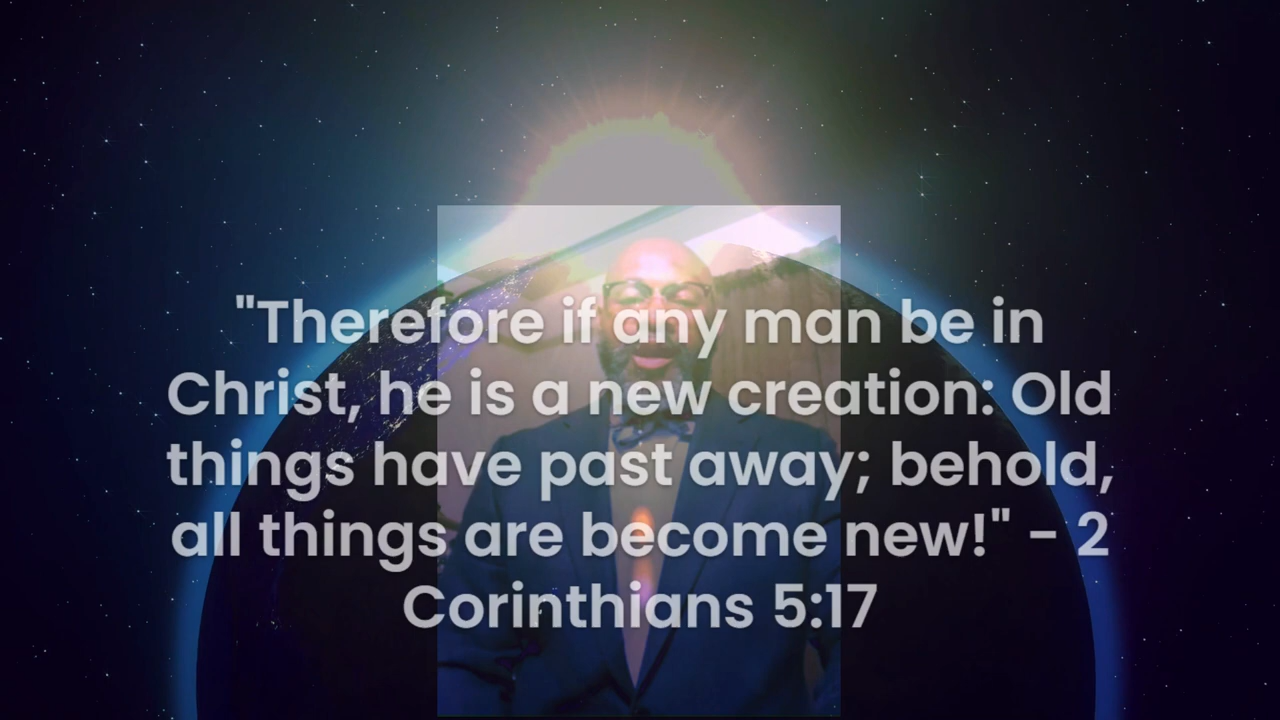 "Therefore if any man be in
Christ, he is a new creation: Old
things have past away; behold,
all things are become new!" - 2
Corinthians 5:17